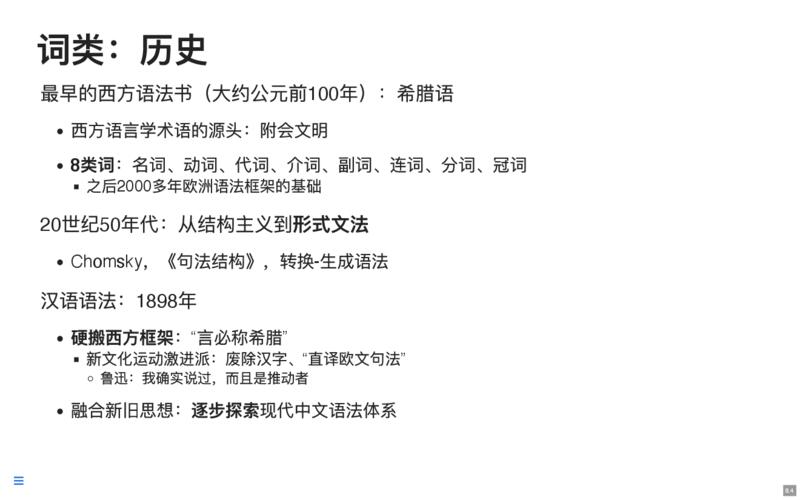 词类：历史
最早的西方语法书（大约公元前100年）：希腊语
• 西方语言学术语的源头：附会文明
• 8类词：名词、动词、代词、介词、副词、连词、分词、冠词
▪ 之后2000多年欧洲语法框架的基础
20世纪50年代：从结构主义到形式文法
• Chomsky，《句法结构》，转换-生成语法
汉语语法：1898年
• 硬搬西方框架：“言必称希腊”
▪ 新文化运动激进派：废除汉字、“直译欧文句法”
○ 鲁迅：我确实说过，而且是推动者
• 融合新旧思想：逐步探索现代中文语法体系
8.4